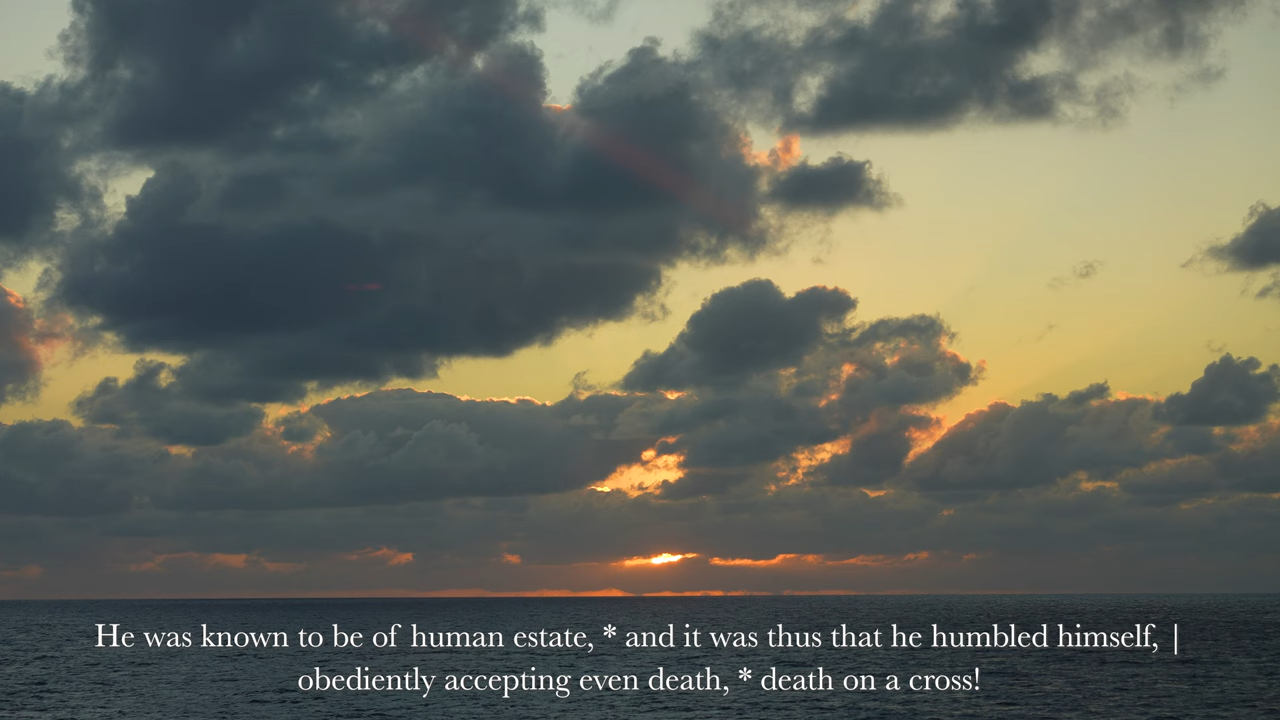 He was known to be of human estate, * and it was thus that he humbled himself, |
obediently accepting even death, * death on a cross!